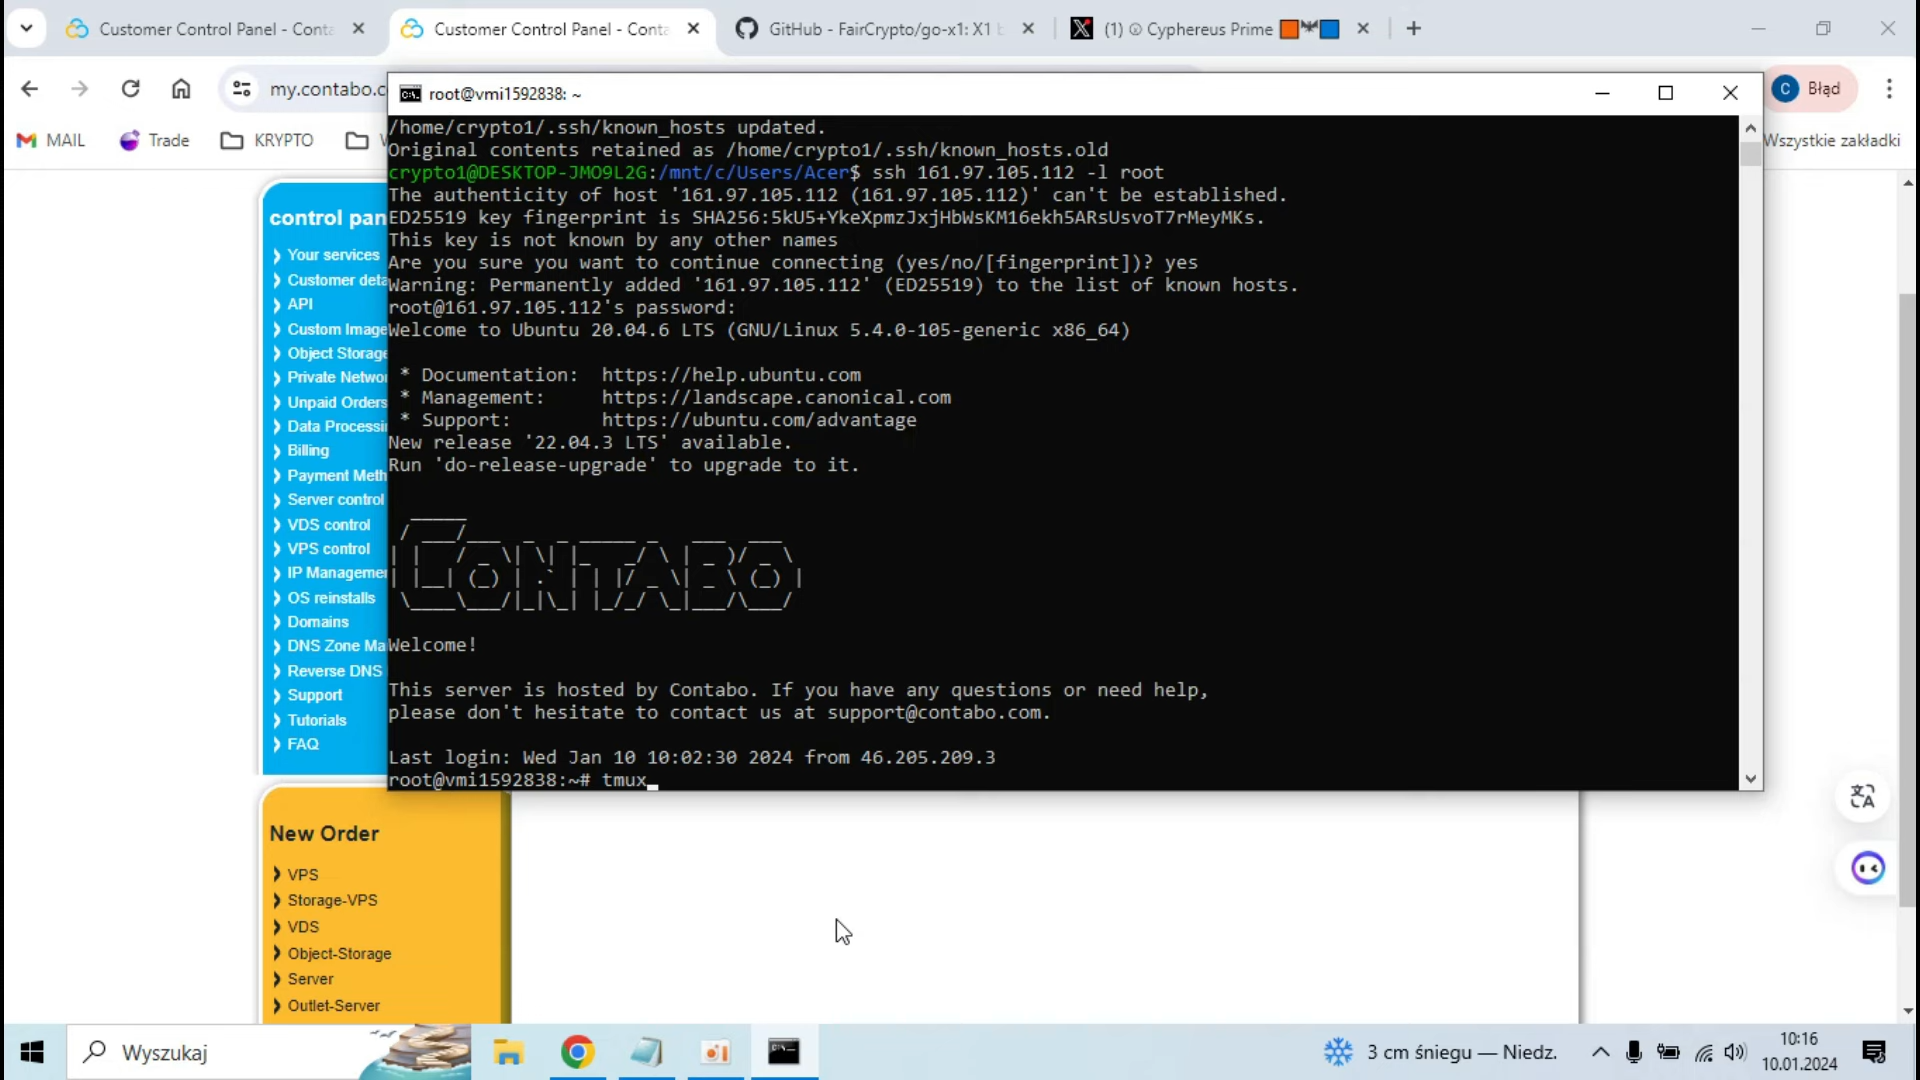 Customer Control Panel - Conta
Customer Control Panel - Conta
GitHub - FairCrypto/go-x1: X1 b
(1) Cyphereus Prime
my.contabo.c
C
Błąd
MAIL
Trade
KRYPTO
Wszystkie zakładki
root@vmi1592838: ~
/home/crypto1/.ssh/known_hosts updated.
Original contents retained as /home/crypto1/.ssh/known_hosts.old
crypto1@DESKTOP-JMO9L2G:/mnt/c/Users/Acer$ ssh 161.97.105.112 -l root
The authenticity of host '161.97.105.112 (161.97.105.112)' can't be established.
ED25519 key fingerprint is SHA256:5kU5+YkeXpmzJxjHbWsKM16ekh5ARsUsvoT7rMeyMKs.
This key is not known by any other names
Are you sure you want to continue connecting (yes/no/[fingerprint])? yes
Warning: Permanently added '161.97.105.112' (ED25519) to the list of known hosts.
root@161.97.105.112's password:
Welcome to Ubuntu 20.04.6 LTS (GNU/Linux 5.4.0-105-generic x86_64)
* Documentation: https://help.ubuntu.com
* Management: https://landscape.canonical.com
* Support: https://ubuntu.com/advantage
New release '22.04.3 LTS' available.
Run 'do-release-upgrade' to upgrade to it.
CONTABO
Welcome!
This server is hosted by Contabo. If you have any questions or need help,
please don't hesitate to contact us at support@contabo.com.
Last login: Wed Jan 10 10:02:30 2024 from 46.205.209.3
root@vmi1592838:~# tmux
control pan
Your services
Customer deta
API
Custom Image
Object Storage
Private Networ
Unpaid Orders
Data Processi
Billing
Payment Meth
Server control
VDS control
VPS control
IP Managemen
OS reinstalls
Domains
DNS Zone Ma
Reverse DNS
Support
Tutorials
FAQ
New Order
VPS
Storage-VPS
VDS
Object-Storage
Server
Outlet-Server
Wyszukaj
3 cm śniegu — Niedz.
10:16
10.01.2024